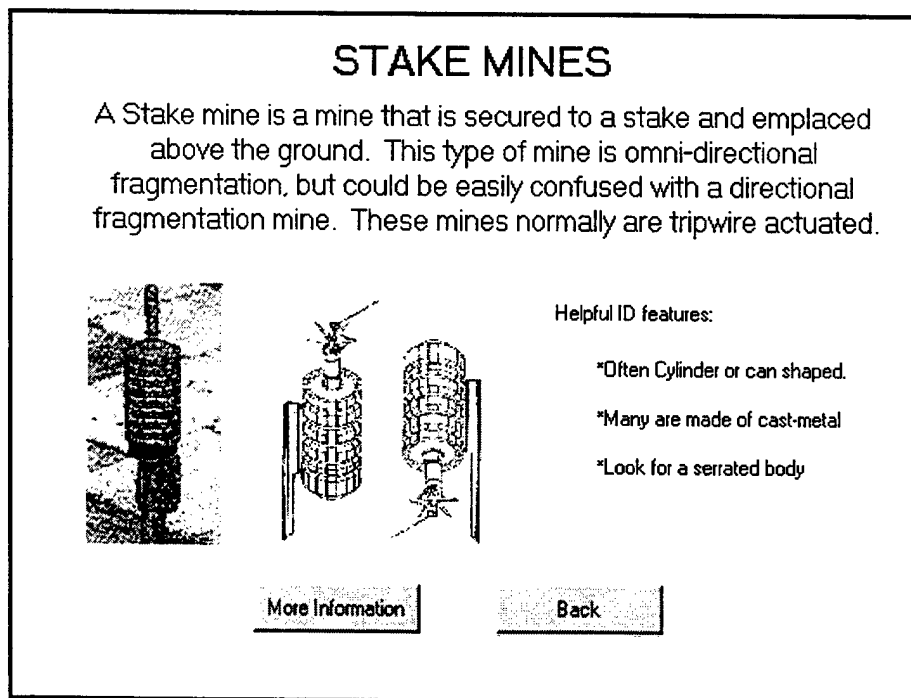 STAKE MINES
A Stake mine is a mine that is secured to a stake and emplaced
above the ground. This type of mine is omni-directional
fragmentation, but could be easily confused with a directional
fragmentation mine. These mines normally are tripwire actuated.
Helpful ID features:
*Often Cylinder or can shaped.
*Many are made of cast-metal
*Look for a serrated body
More Information
Back